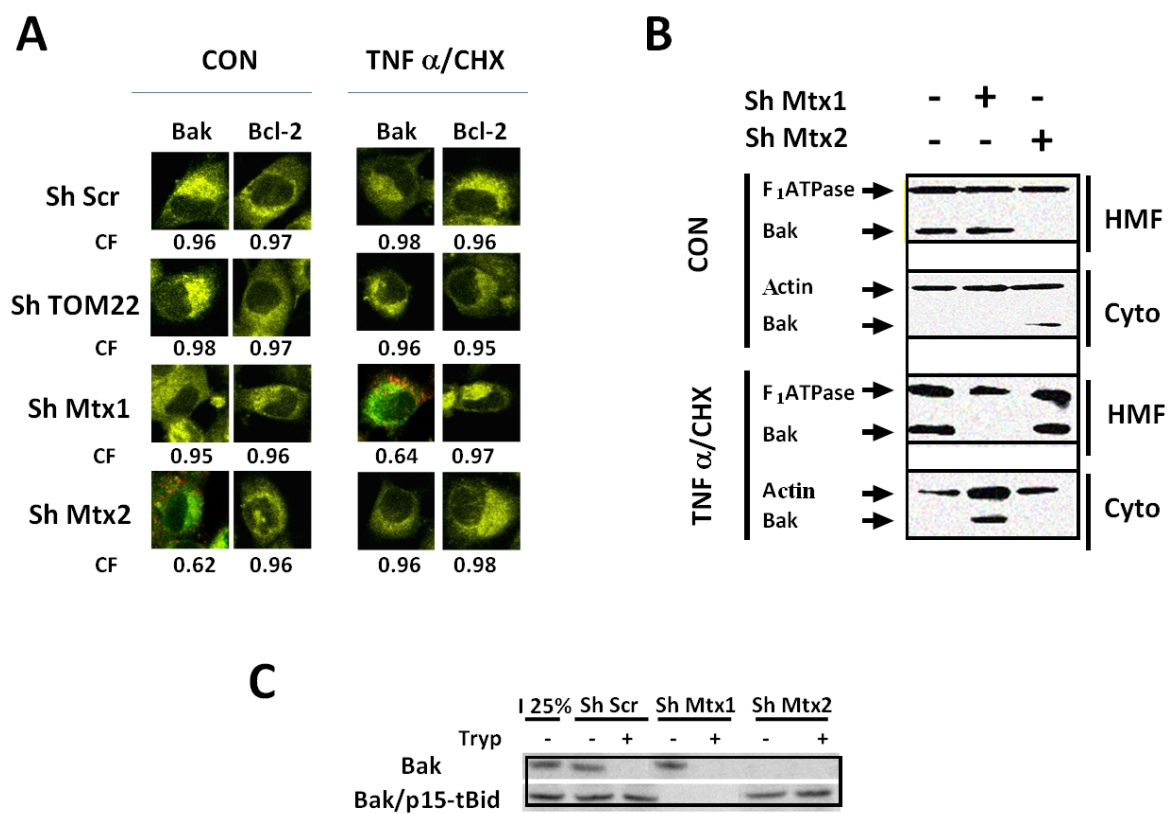 A
CON
TNF α/CHX
Bak Bcl-2 Bak Bcl-2
Sh Scr
CF 0.96 0.97 0.98 0.96
Sh TOM22
CF 0.98 0.97 0.96 0.95
Sh Mtx1
CF 0.95 0.96 0.64 0.97
Sh Mtx2
CF 0.62 0.96 0.96 0.98
B
Sh Mtx1 - + -
Sh Mtx2 - - +
CON
F1ATPase
Bak
HMF
Actin
Bak
Cyto
TNF α/CHX
F1ATPase
Bak
HMF
Actin
Bak
Cyto
C
I 25% Sh Scr Sh Mtx1 Sh Mtx2
Tryp - - + - + - +
Bak
Bak/p15-tBid